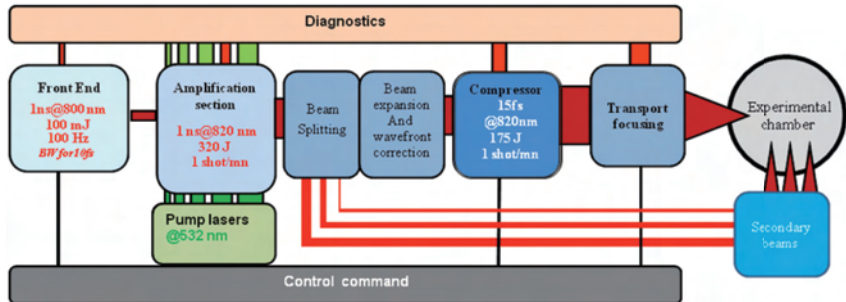 Diagnostics
Front End
1ns@800 nm
100 mJ
100 Hz
BW for 10fs
Amplification
section
1 ns@820 nm
320 J
1 shot/mn
Pump lasers
@532 nm
Beam
Splitting
Beam
expansion
And
wavefront
correction
Compressor
15fs
@820nm
175 J
1 shot/mn
Transport
focusing
Experimental
chamber
Secondary
beams
Control command